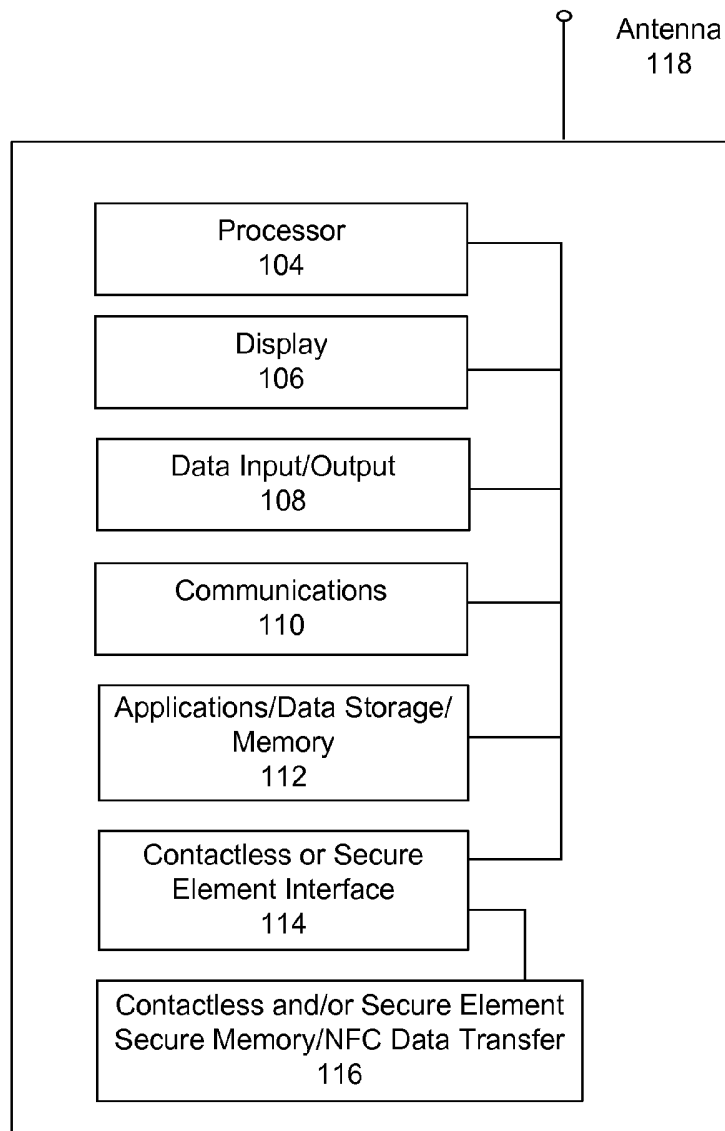 Antenna
118
Processor
104
Display
106
Data Input/Output
108
Communications
110
Applications/Data Storage/
Memory
112
Contactless or Secure
Element Interface
114
Contactless and/or Secure Element
Secure Memory/NFC Data Transfer
116